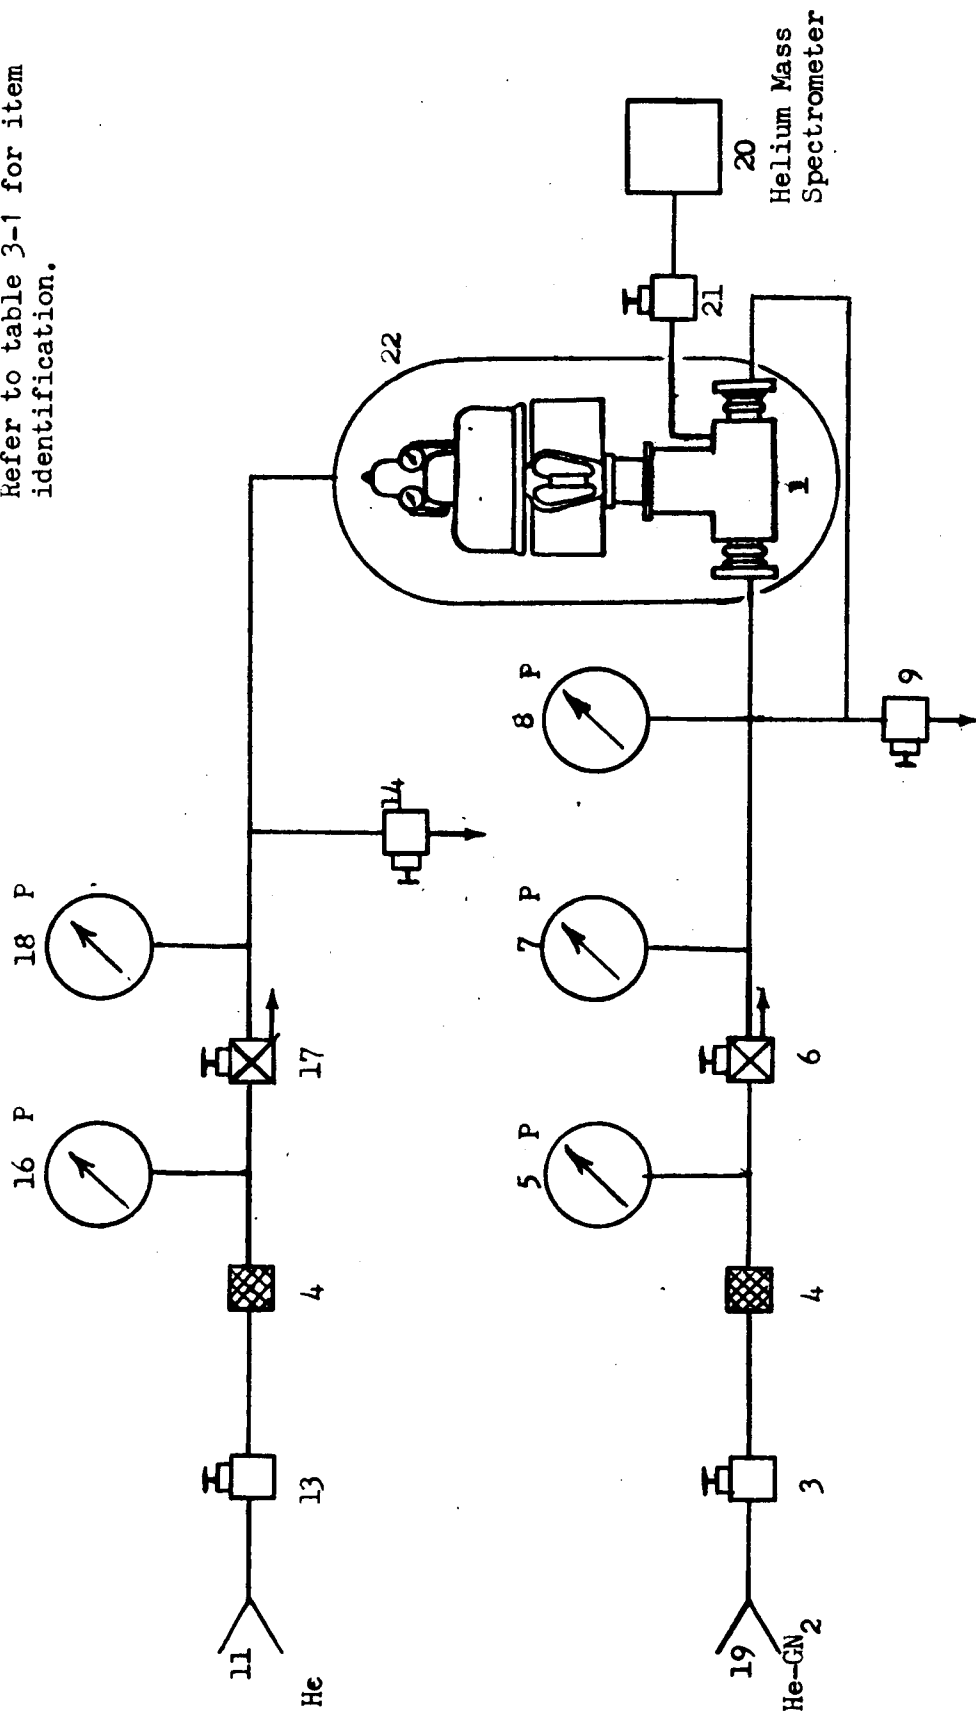 Refer to table 3-1 for item
identification.
18 P
16 P
11
He
13
4
17
14
22
20
Helium Mass
Spectrometer
21
1
8 P
9
7 P
6
5 P
4
3
19
He-GN2